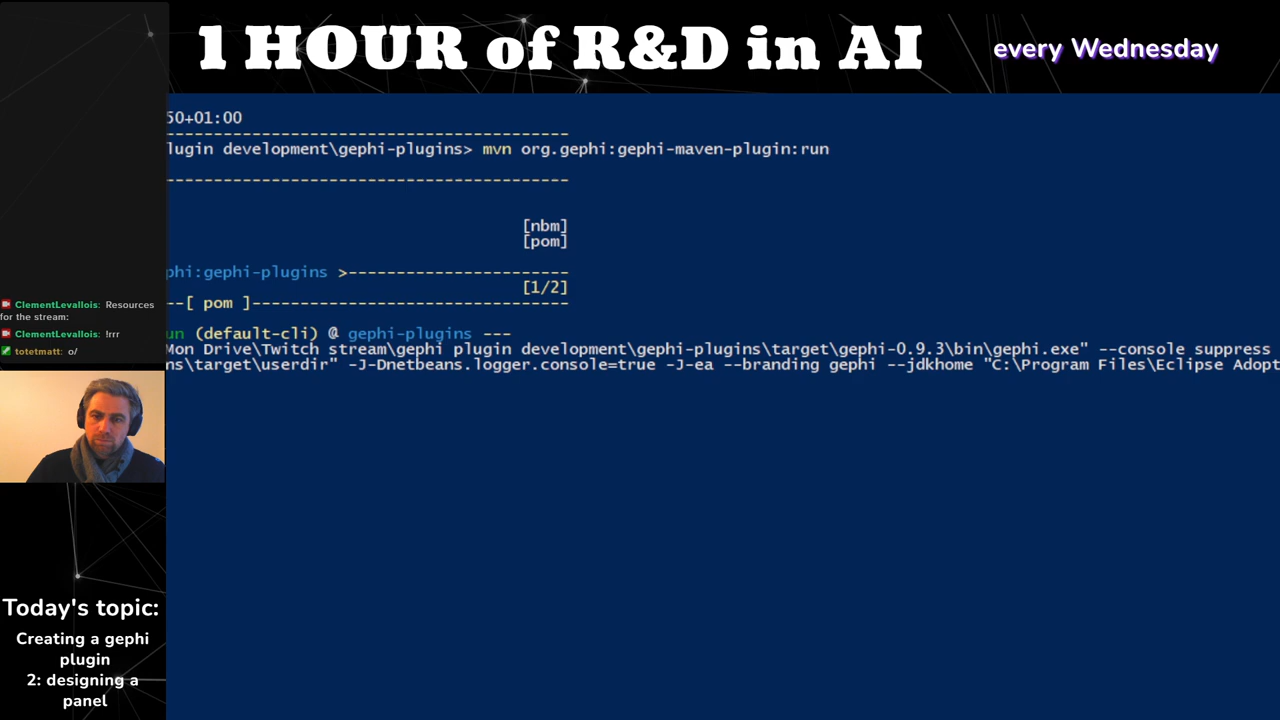 1 HOUR of R&D in AI
every Wednesday
50+01:00
---------------------------------------------------
lugin development\gephi-plugins> mvn org.gephi:gephi-maven-plugin:run
---------------------------------------------------
[nbm]
[pom]
phi:gephi-plugins >-----------------------
[1/2]
--[ pom ]---------------------------------
un (default-cli) @ gephi-plugins ---
Mon Drive\Twitch stream\gephi plugin development\gephi-plugins\target\gephi-0.9.3\bin\gephi.exe" --console suppress
ns\target\userdir" -J-Dnetbeans.logger.console=true -J-ea --branding gephi --jdkhome "C:\Program Files\Eclipse Adopt
ClementLevallois: Resources
for the stream:
ClementLevallois: !rrr
totetmatt: o/
Today's topic:
Creating a gephi
plugin
2: designing a
panel